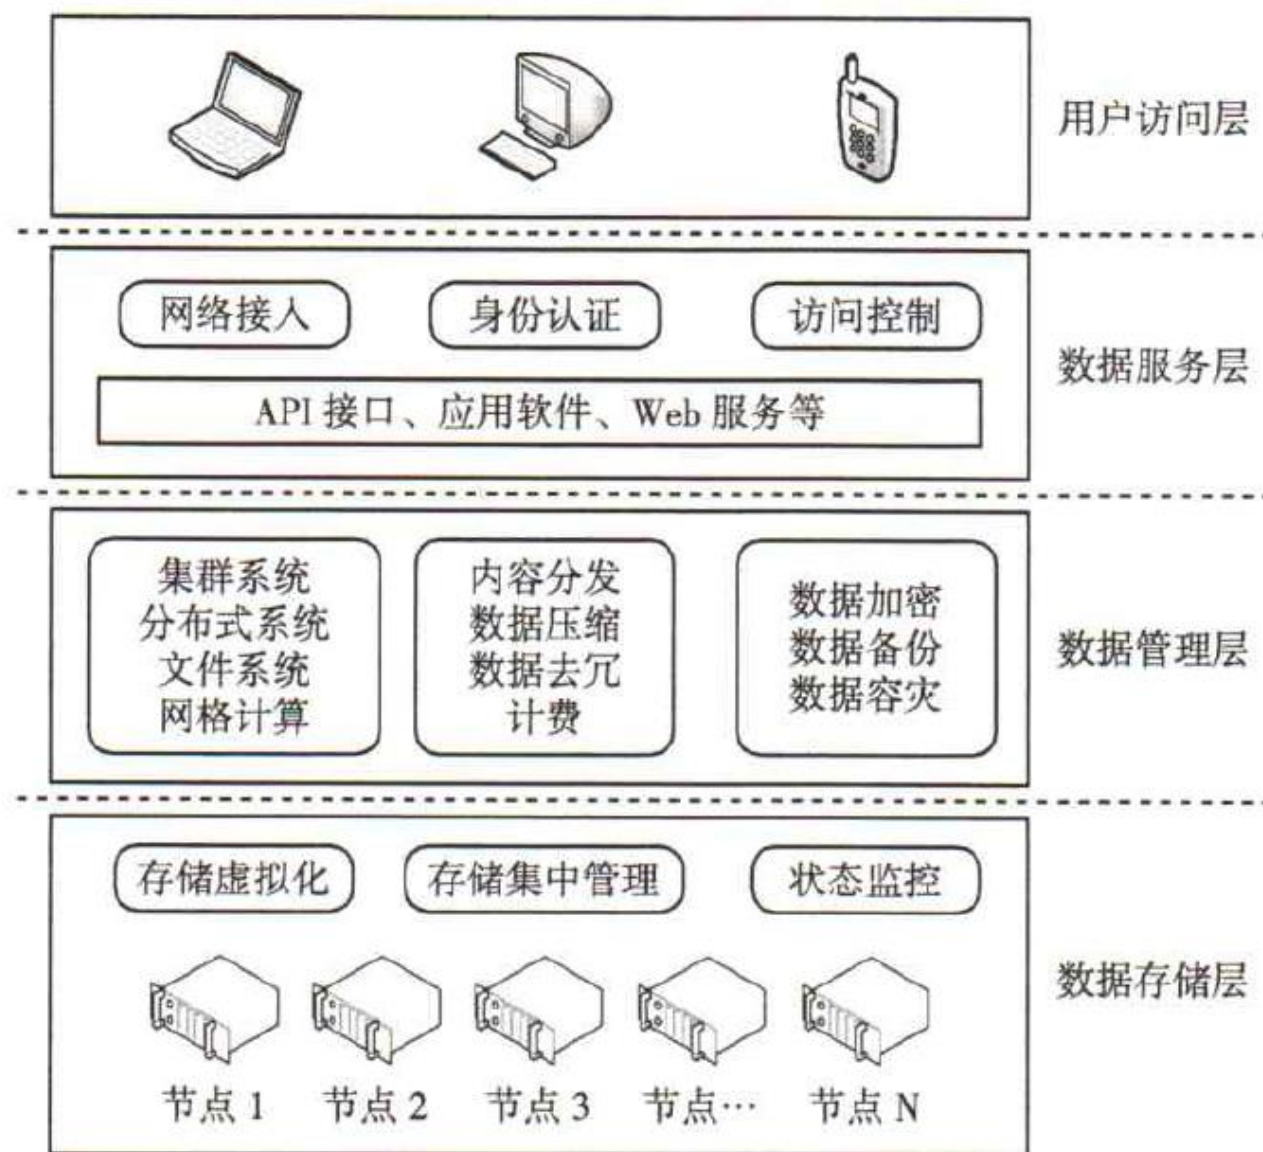 用户访问层
网络接入
身份认证
访问控制
API 接口、应用软件、Web 服务等
数据服务层
集群系统
分布式系统
文件系统
网格计算
内容分发
数据压缩
数据去冗
计费
数据加密
数据备份
数据容灾
数据管理层
存储虚拟化
存储集中管理
状态监控
数据存储层
节点 1
节点 2
节点 3
节点…
节点 N